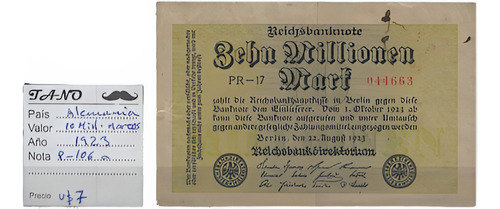 TANO
País Alemania
Valor 10 Mill. marcos
Año 1923
Nota P-106 a
Precio U$7
Reichsbanknote
Zehn Millionen
Mark
PR-17 044663
zahlt die Reichsbankhauptkasse in Berlin gegen diese
Banknote dem Einlieferer. Vom 1. Oktober 1923 ab
kann diese Banknote aufgerufen und unter Umtausch
gegen andere gesetzliche Zahlungsmittel eingezogen werden
Berlin, den 22. August 1923
Reichsbankdirektorium